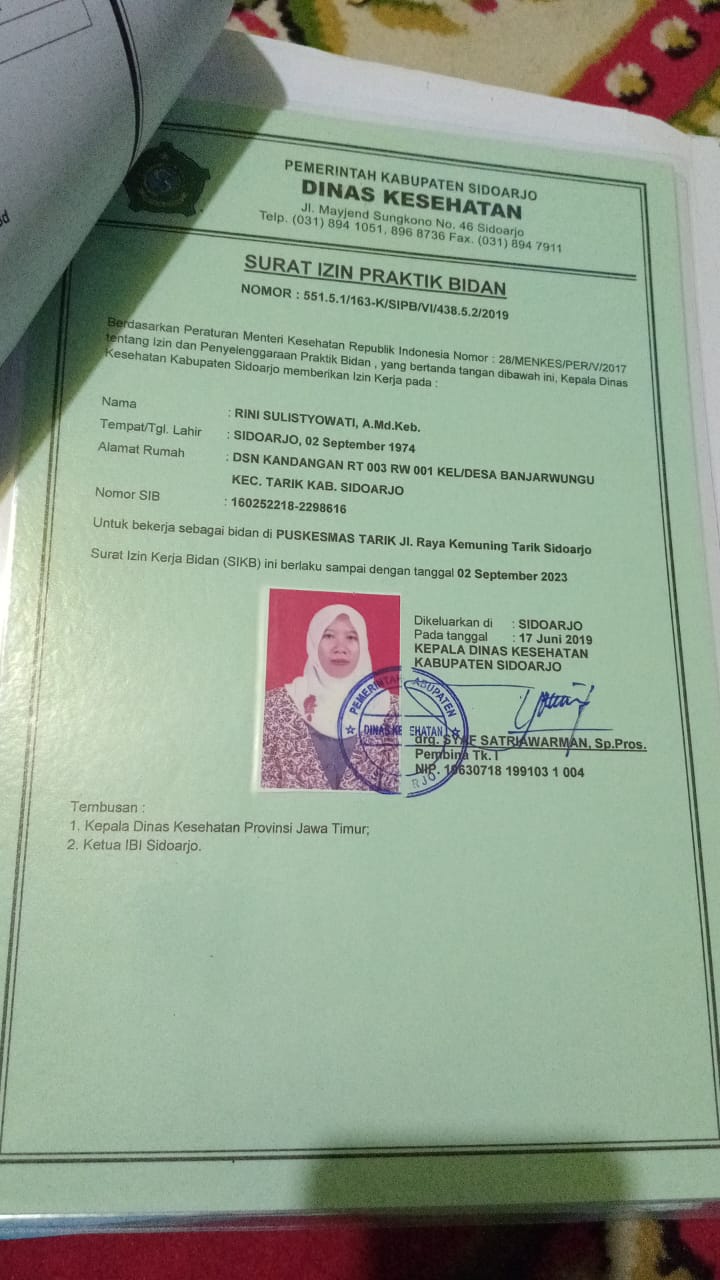 PEMERINTAH KABUPATEN SIDOARJO
DINAS KESEHATAN
Jl. Mayjend Sungkono No. 46 Sidoarjo
Telp. (031) 894 1051, 896 8736 Fax. (031) 894 7911
SURAT IZIN PRAKTIK BIDAN
NOMOR : 551.5.1/163-K/SIPB/VI/438.5.2/2019
Berdasarkan Peraturan Menteri Kesehatan Republik Indonesia Nomor : 28/MENKES/PER/V/2017
tentang Izin dan Penyelenggaraan Praktik Bidan , yang bertanda tangan dibawah ini, Kepala Dinas
Kesehatan Kabupaten Sidoarjo memberikan Izin Kerja pada :
Nama : RINI SULISTYOWATI, A.Md.Keb.
Tempat/Tgl. Lahir : SIDOARJO, 02 September 1974
Alamat Rumah : DSN KANDANGAN RT 003 RW 001 KEL/DESA BANJARWUNGU
KEC. TARIK KAB. SIDOARJO
Nomor SIB : 160252218-2298616
Untuk bekerja sebagai bidan di PUSKESMAS TARIK Jl. Raya Kemuning Tarik Sidoarjo
Surat Izin Kerja Bidan (SIKB) ini berlaku sampai dengan tanggal 02 September 2023
Dikeluarkan di : SIDOARJO
Pada tanggal : 17 Juni 2019
KEPALA DINAS KESEHATAN
KABUPATEN SIDOARJO
PEMERINTAH KABUPATEN
DINAS KESEHATAN
drg. SYAF SATRIAWARMAN, Sp.Pros.
Pembina Tk. I
NIP. 19630718 199103 1 004
Tembusan :
1. Kepala Dinas Kesehatan Provinsi Jawa Timur;
2. Ketua IBI Sidoarjo.